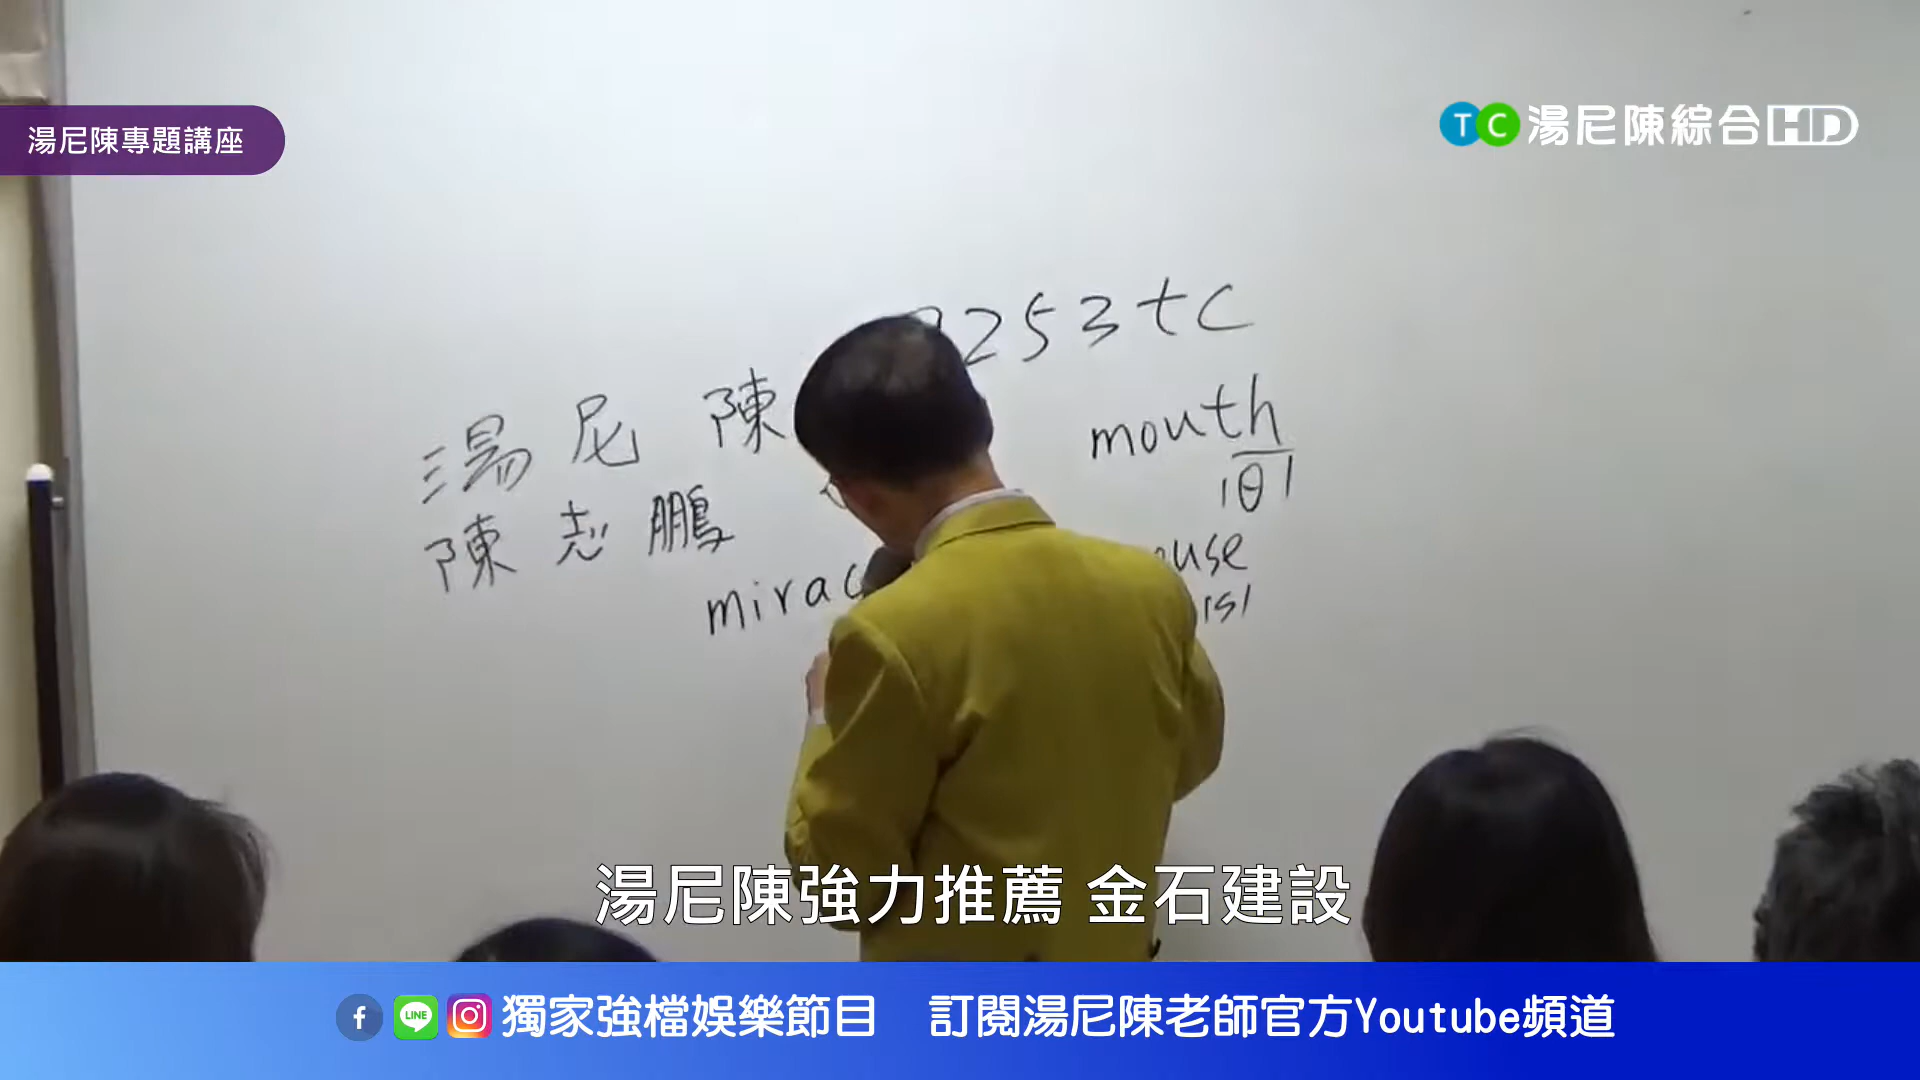 湯尼陳專題講座
TC 湯尼陳綜合HD
253tc
湯尼陳
mouth
/θ/
陳志鵬
mirac
ouse
/s/
湯尼陳強力推薦 金石建設
f LINE 獨家強檔娛樂節目 訂閱湯尼陳老師官方Youtube頻道